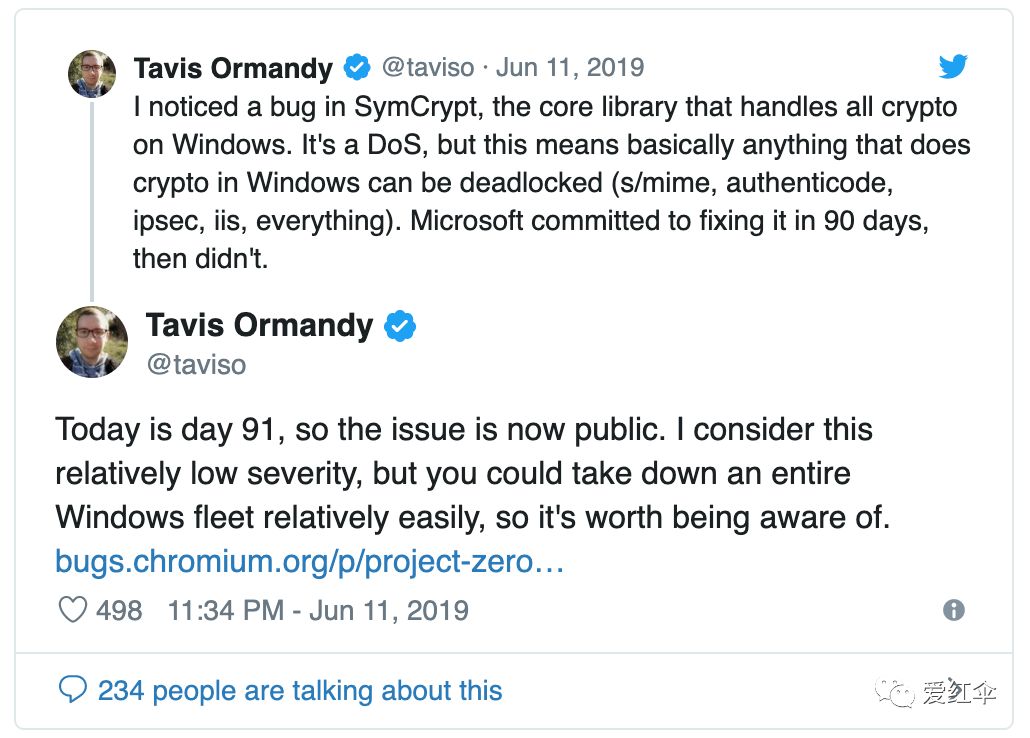 Tavis Ormandy @taviso · Jun 11, 2019
I noticed a bug in SymCrypt, the core library that handles all crypto
on Windows. It's a DoS, but this means basically anything that does
crypto in Windows can be deadlocked (s/mime, authenticode,
ipsec, iis, everything). Microsoft committed to fixing it in 90 days,
then didn't.
Tavis Ormandy
@taviso
Today is day 91, so the issue is now public. I consider this
relatively low severity, but you could take down an entire
Windows fleet relatively easily, so it's worth being aware of.
bugs.chromium.org/p/project-zero…
498 11:34 PM - Jun 11, 2019
234 people are talking about this
爱红伞